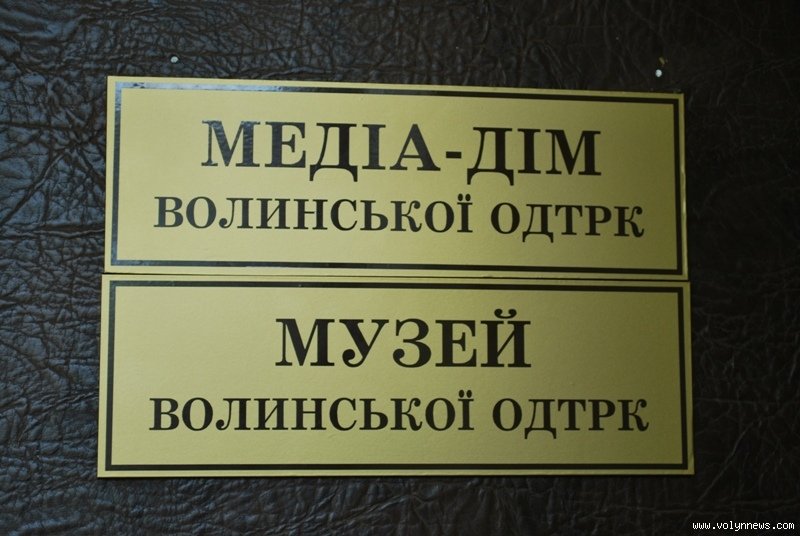 МЕДІА-ДІМ
ВОЛИНСЬКОЇ ОДТРК
МУЗЕЙ
ВОЛИНСЬКОЇ ОДТРК
www.volynnews.com